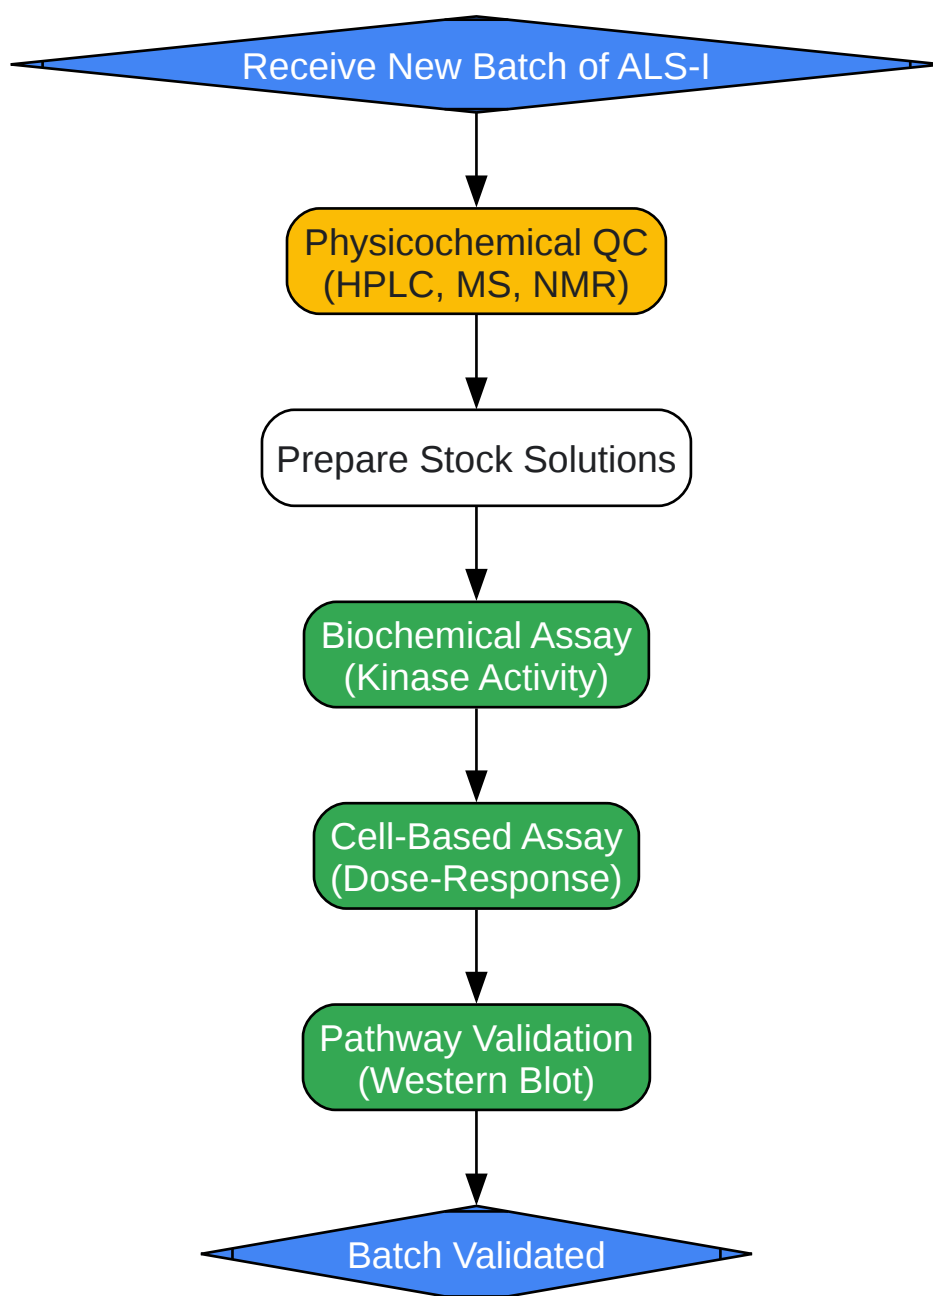 Receive New Batch of ALS-I
Physicochemical QC
(HPLC, MS, NMR)
Prepare Stock Solutions
Biochemical Assay
(Kinase Activity)
Cell-Based Assay
(Dose-Response)
Pathway Validation
(Western Blot)
Batch Validated